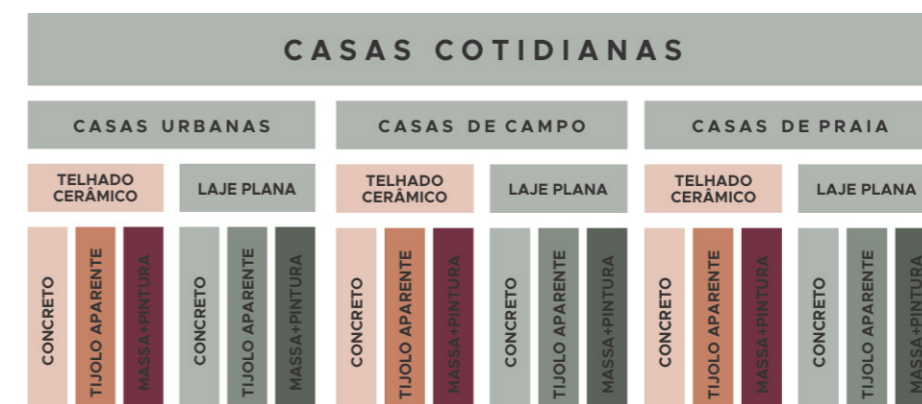 CASAS COTIDIANAS
CASAS URBANAS
CASAS DE CAMPO
CASAS DE PRAIA
TELHADO
CERÂMICO
LAJE PLANA
TELHADO
CERÂMICO
LAJE PLANA
TELHADO
CERÂMICO
LAJE PLANA
CONCRETO
TIJOLO APARENTE
MASSA+PINTURA
CONCRETO
TIJOLO APARENTE
MASSA+PINTURA
CONCRETO
TIJOLO APARENTE
MASSA+PINTURA
CONCRETO
TIJOLO APARENTE
MASSA+PINTURA
CONCRETO
TIJOLO APARENTE
MASSA+PINTURA
CONCRETO
TIJOLO APARENTE
MASSA+PINTURA